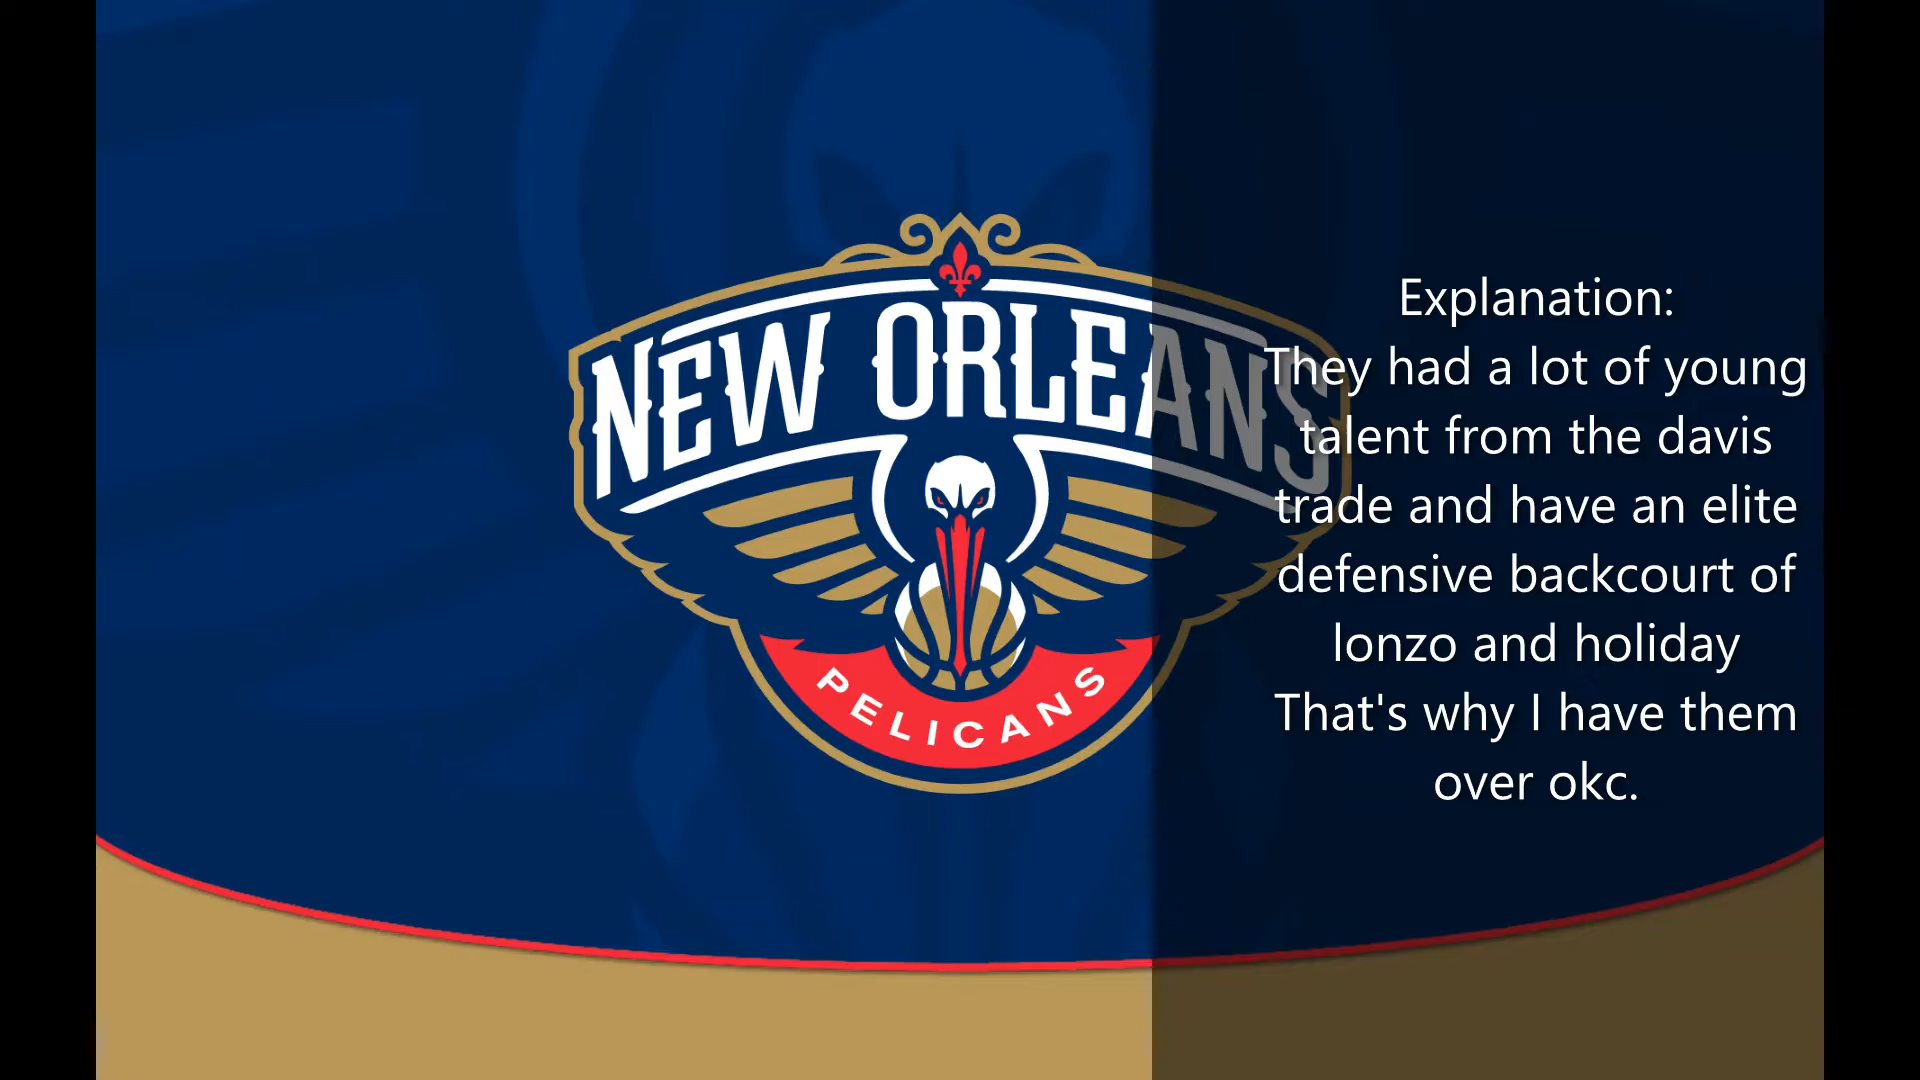 NEW ORLEANS
PELICANS
Explanation:
They had a lot of young
talent from the davis
trade and have an elite
defensive backcourt of
lonzo and holiday
That's why I have them
over okc.